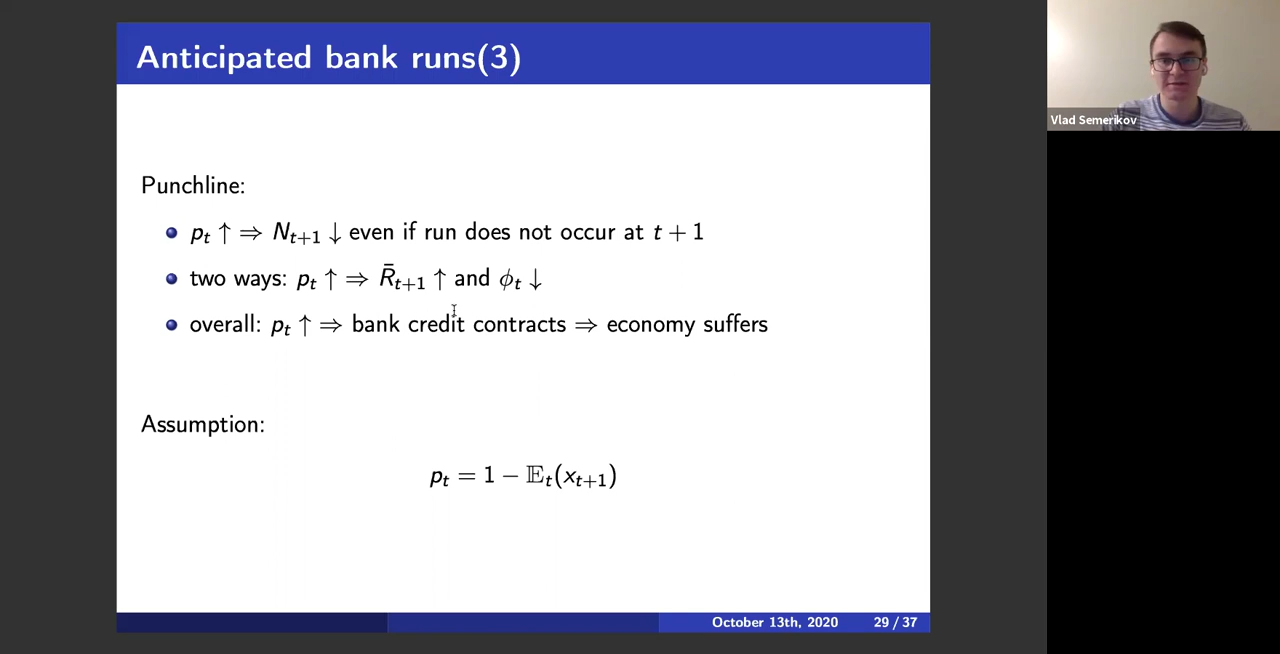 Anticipated bank runs(3)
Vlad Semerikov
Punchline:
p_t ↑ ⇒ N_{t+1} ↓ even if run does not occur at t + 1
two ways: p_t ↑ ⇒ R̄_{t+1} ↑ and ϕ_t ↓
overall: p_t ↑ ⇒ bank credit contracts ⇒ economy suffers
Assumption:
p_t = 1 − 𝔼_t(x_{t+1})
October 13th, 2020 29 / 37